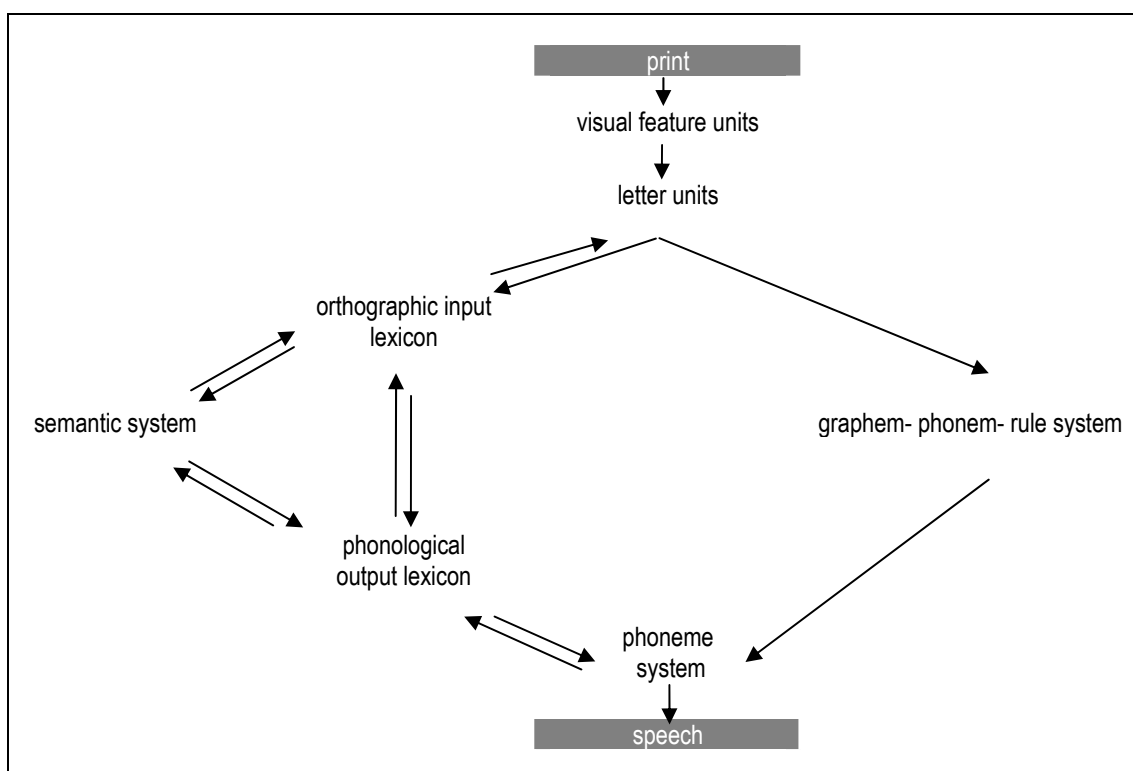 print
visual feature units
letter units
orthographic input
lexicon
semantic system
graphem- phonem- rule system
phonological
output lexicon
phoneme
system
speech